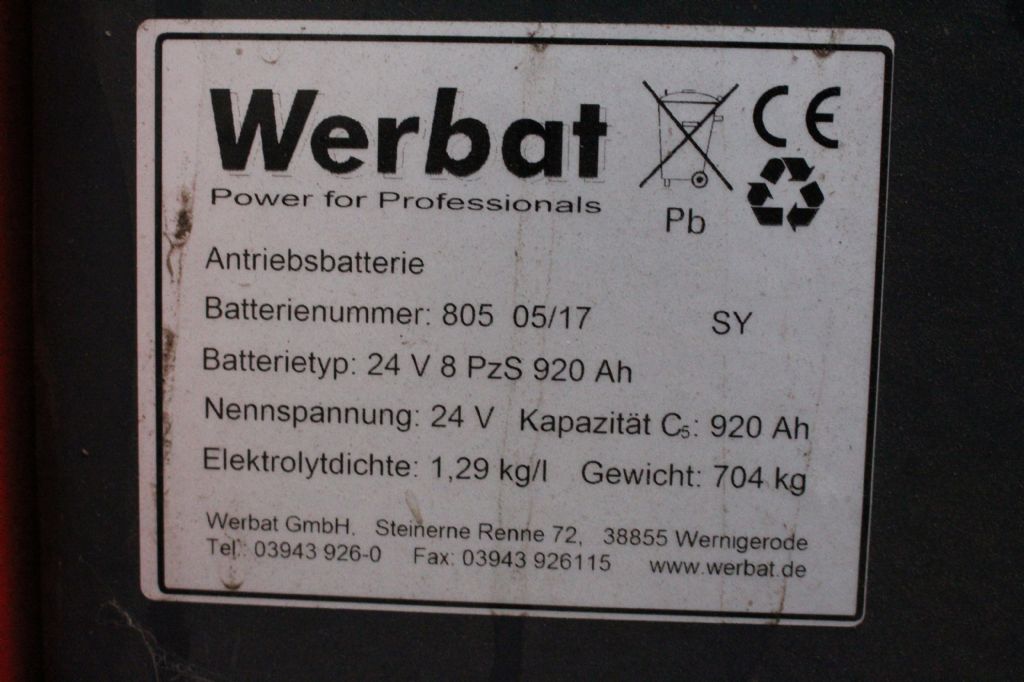 Werbat
Power for Professionals
CE
Pb
Antriebsbatterie
Batterienummer: 805 05/17 SY
Batterietyp: 24 V 8 PzS 920 Ah
Nennspannung: 24 V Kapazität C₅: 920 Ah
Elektrolytdichte: 1,29 kg/l Gewicht: 704 kg
Werbat GmbH. Steinerne Renne 72, 38855 Wernigerode
Tel.: 03943 926-0 Fax: 03943 926115 www.werbat.de